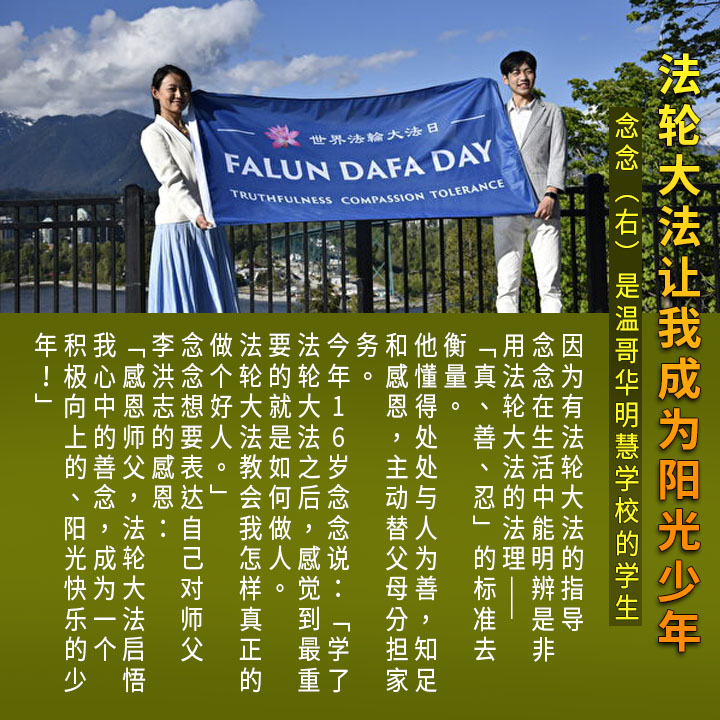 世界法輪大法日
FALUN DAFA DAY
TRUTHFULNESS COMPASSION TOLERANCE
法轮大法让我成为阳光少年
念念（右）是温哥华明慧学校的学生
因为有法轮大法的指导
念念在生活中能明辨是非
用法轮大法的法理——
「真、善、忍」的标准去
衡量。
他懂得处处与人为善，知足
和感恩，主动替父母分担家
务。
今年16岁念念说：「学了
法轮大法之后，感觉到最重
要的就是如何做人。
法轮大法教会我怎样真正的
做个好人。」
念念想要表达自己对师父
李洪志的感恩：
「感恩师父，法轮大法启悟
我心中的善念，成为一个
积极向上的、阳光快乐的少
年！」